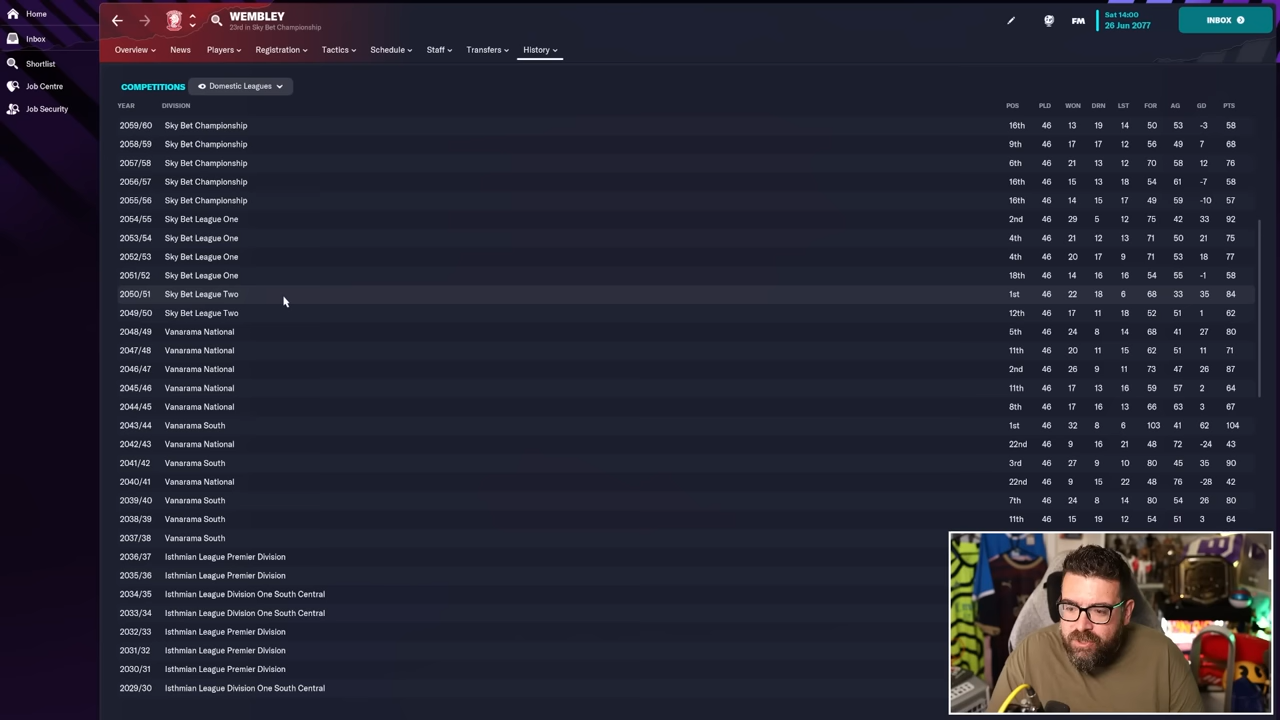 Home
Inbox
Shortlist
Job Centre
Job Security
WEMBLEY
23rd in Sky Bet Championship
FM
Sat 14:00
26 Jun 2077
INBOX
Overview
News
Players
Registration
Tactics
Schedule
Staff
Transfers
History
COMPETITIONS
Domestic Leagues
YEAR DIVISION POS PLD WON DRN LST FOR AG GD PTS
2059/60 Sky Bet Championship 16th 46 13 19 14 50 53 -3 58
2058/59 Sky Bet Championship 9th 46 17 17 12 56 49 7 68
2057/58 Sky Bet Championship 6th 46 21 13 12 70 58 12 76
2056/57 Sky Bet Championship 16th 46 15 13 18 54 61 -7 58
2055/56 Sky Bet Championship 16th 46 14 15 17 49 59 -10 57
2054/55 Sky Bet League One 2nd 46 29 5 12 75 42 33 92
2053/54 Sky Bet League One 4th 46 21 12 13 71 50 21 75
2052/53 Sky Bet League One 4th 46 20 17 9 71 53 18 77
2051/52 Sky Bet League One 18th 46 14 16 16 54 55 -1 58
2050/51 Sky Bet League Two 1st 46 22 18 6 68 33 35 84
2049/50 Sky Bet League Two 12th 46 17 11 18 52 51 1 62
2048/49 Vanarama National 5th 46 24 8 14 68 41 27 80
2047/48 Vanarama National 11th 46 20 11 15 62 51 11 71
2046/47 Vanarama National 2nd 46 26 9 11 73 47 26 87
2045/46 Vanarama National 11th 46 17 13 16 59 57 2 64
2044/45 Vanarama National 8th 46 17 16 13 66 63 3 67
2043/44 Vanarama South 1st 46 32 8 6 103 41 62 104
2042/43 Vanarama National 22nd 46 9 16 21 48 72 -24 43
2041/42 Vanarama South 3rd 46 27 9 10 80 45 35 90
2040/41 Vanarama National 22nd 46 9 15 22 48 76 -28 42
2039/40 Vanarama South 7th 46 24 8 14 80 54 26 80
2038/39 Vanarama South 11th 46 15 19 12 54 51 3 64
2037/38 Vanarama South
2036/37 Isthmian League Premier Division
2035/36 Isthmian League Premier Division
2034/35 Isthmian League Division One South Central
2033/34 Isthmian League Division One South Central
2032/33 Isthmian League Premier Division
2031/32 Isthmian League Premier Division
2030/31 Isthmian League Premier Division
2029/30 Isthmian League Division One South Central